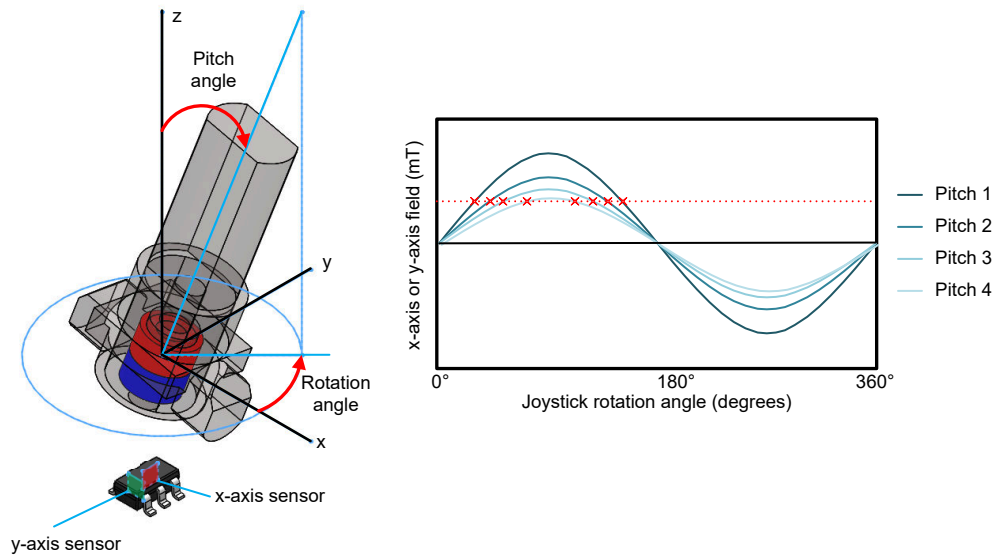 z
Pitch
angle
y
Rotation
angle
x
x-axis sensor
y-axis sensor
x-axis or y-axis field (mT)
0°
180°
360°
Joystick rotation angle (degrees)
Pitch 1
Pitch 2
Pitch 3
Pitch 4